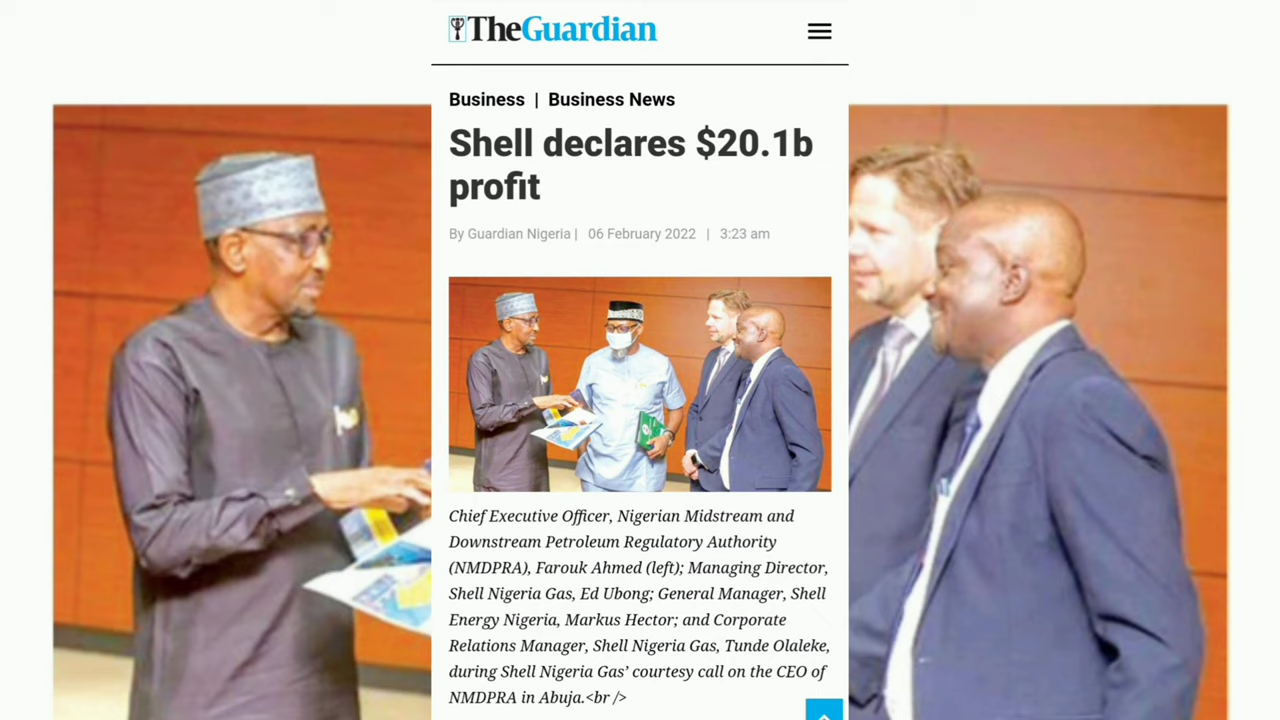 TheGuardian
Business | Business News
Shell declares $20.1b
profit
By Guardian Nigeria | 06 February 2022 | 3:23 am
Chief Executive Officer, Nigerian Midstream and
Downstream Petroleum Regulatory Authority
(NMDPRA), Farouk Ahmed (left); Managing Director,
Shell Nigeria Gas, Ed Ubong; General Manager, Shell
Energy Nigeria, Markus Hector; and Corporate
Relations Manager, Shell Nigeria Gas, Tunde Olaleke,
during Shell Nigeria Gas’ courtesy call on the CEO of
NMDPRA in Abuja.<br />